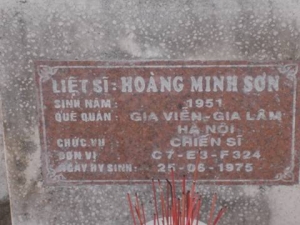 LIỆT SĨ: HOÀNG MINH SƠN
SINH NĂM: 1951
QUÊ QUÁN: GIA VIÊN-GIA LÂM
HÀ NỘI
CHỨC VỤ CHIẾN SĨ
ĐƠN VỊ C7-E3-F324
NGÀY HY SINH: 25-06-1975